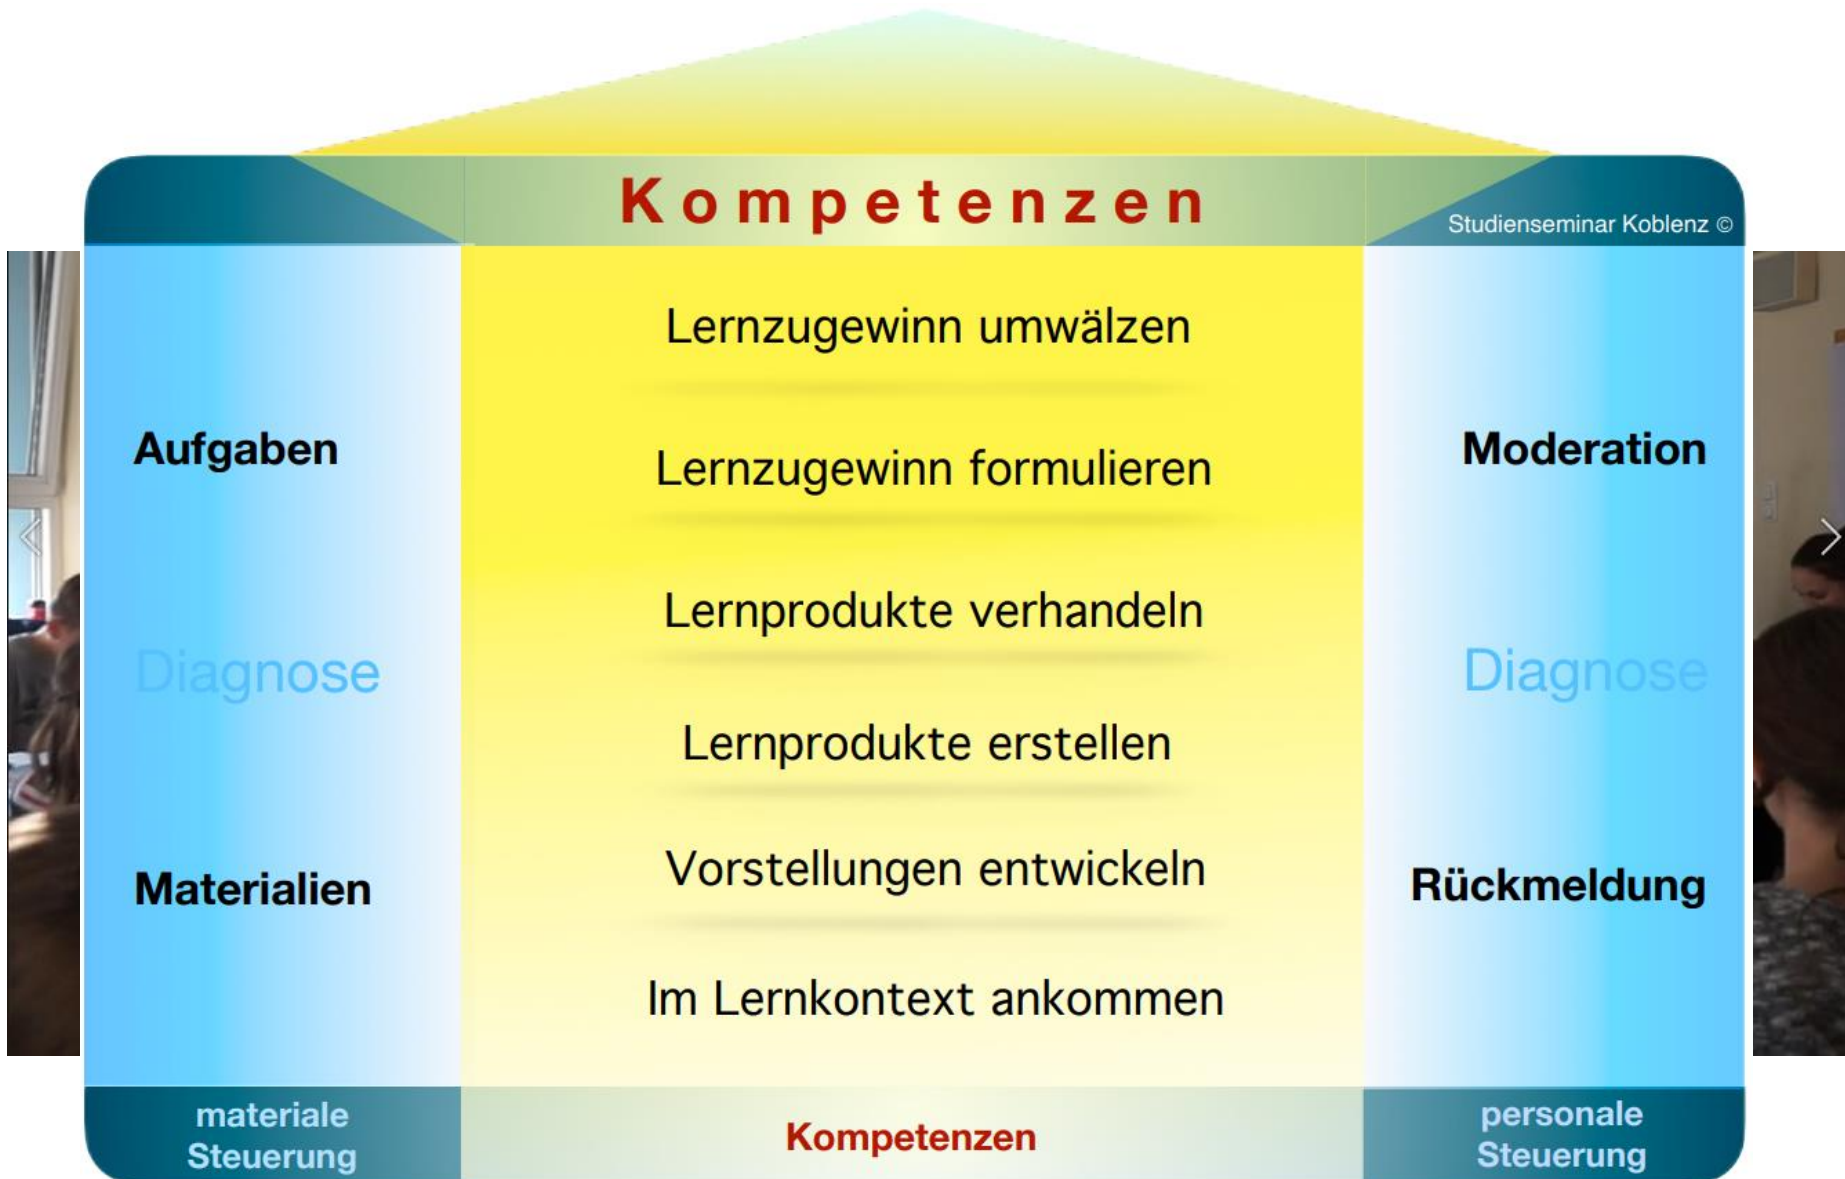 Kompetenzen
Studienseminar Koblenz ©
Lernzugewinn umwälzen
Aufgaben
Lernzugewinn formulieren
Moderation
Lernprodukte verhandeln
Diagnose
Diagnose
Lernprodukte erstellen
Materialien
Vorstellungen entwickeln
Rückmeldung
Im Lernkontext ankommen
materiale
Steuerung
Kompetenzen
personale
Steuerung